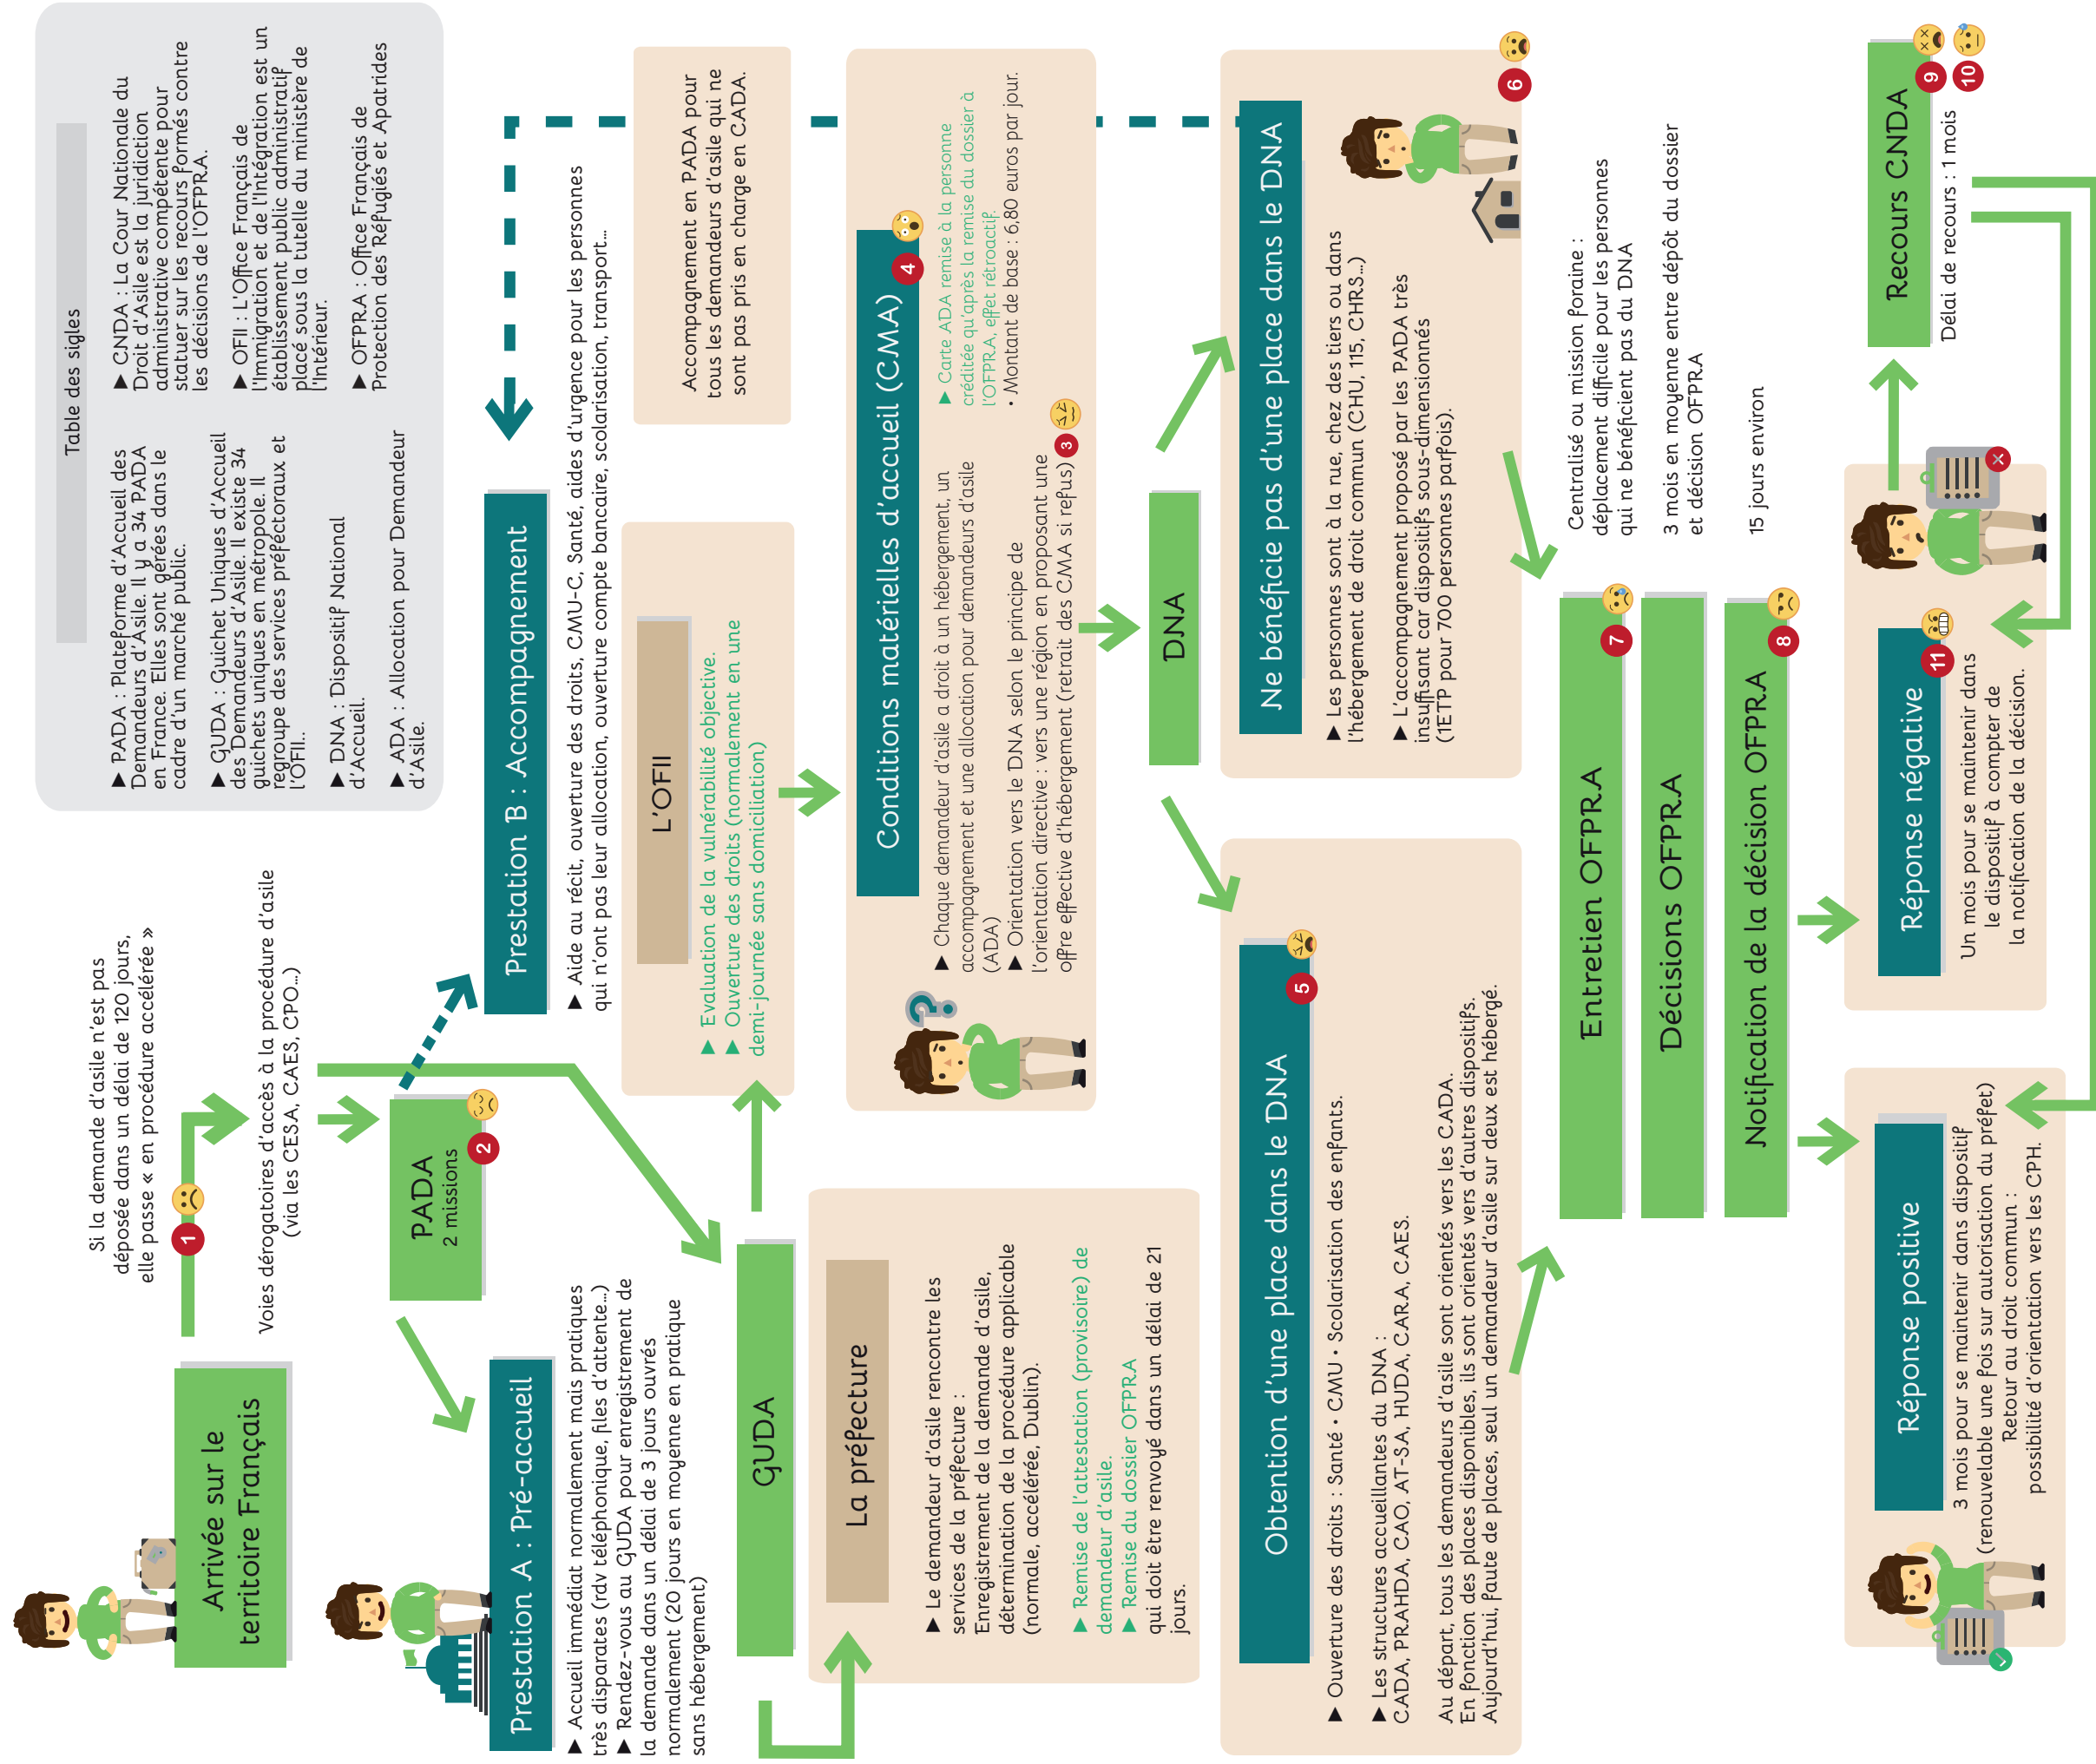 Arrivée sur le
territoire Français
Si la demande d'asile n'est pas
déposée dans un délai de 120 jours,
elle passe « en procédure accélérée »
1
Voies dérogatoires d'accès à la procédure d'asile
(via les CESA, CAES, CPO...)
Table des sigles
▶ PADA : Plateforme d'Accueil des
Demandeurs d'Asile. Il y a 34 PADA
en France. Elles sont gérées dans le
cadre d'un marché public.
▶ GUDA : Guichet Uniques d'Accueil
des Demandeurs d'Asile. Il existe 34
guichets uniques en métropole. Il
regroupe des services préfectoraux et
l'OFII..
▶ DNA : Dispositif National
d'Accueil.
▶ ADA : Allocation pour Demandeur
d'Asile.
▶ CNDA : La Cour Nationale du
Droit d'Asile est la juridiction
administrative compétente pour
statuer sur les recours formés contre
les décisions de l'OFPRA.
▶ OFII : L'Office Français de
l'Immigration et de l'Intégration est un
établissement public administratif
placé sous la tutelle du ministère de
l'Intérieur.
▶ OFPRA : Office Français de
Protection des Réfugiés et Apatrides
PADA
2 missions
2
Prestation A : Pré-accueil
▶ Accueil immédiat normalement mais pratiques
très disparates (rdv téléphonique, files d'attente...)
▶ Rendez-vous au GUDA pour enregistrement de
la demande dans un délai de 3 jours ouvrés
normalement (20 jours en moyenne en pratique
sans hébergement)
Prestation B : Accompagnement
▶ Aide au récit, ouverture des droits, CMU-C, Santé, aides d'urgence pour les personnes
qui n'ont pas leur allocation, ouverture compte bancaire, scolarisation, transport...
GUDA
La préfecture
▶ Le demandeur d'asile rencontre les
services de la préfecture :
Enregistrement de la demande d'asile,
détermination de la procédure applicable
(normale, accélérée, Dublin).
▶ Remise de l'attestation (provisoire) de
demandeur d'asile.
▶ Remise du dossier OFPRA
qui doit être renvoyé dans un délai de 21
jours.
L'OFII
▶ Evaluation de la vulnérabilité objective.
▶ Ouverture des droits (normalement en une
demi-journée sans domiciliation)
Accompagnement en PADA pour
tous les demandeurs d'asile qui ne
sont pas pris en charge en CADA.
Conditions matérielles d'accueil (CMA)
4
▶ Chaque demandeur d'asile a droit à un hébergement, un
accompagnement et une allocation pour demandeurs d'asile
(ADA)
▶ Orientation vers le DNA selon le principe de
l'orientation directive : vers une région en proposant une
offre effective d'hébergement (retrait des CMA si refus)
3
▶ Carte ADA remise à la personne
créditée qu'après la remise du dossier à
l'OFPRA, effet rétroactif.
• Montant de base : 6,80 euros par jour.
DNA
Obtention d'une place dans le DNA
5
▶ Ouverture des droits : Santé • CMU • Scolarisation des enfants.
▶ Les structures accueillantes du DNA :
CADA, PRAHDA, CAO, AT-SA, HUDA, CARA, CAES.
Au départ, tous les demandeurs d'asile sont orientés vers les CADA.
En fonction des places disponibles, ils sont orientés vers d'autres dispositifs.
Aujourd'hui, faute de places, seul un demandeur d'asile sur deux est hébergé.
Ne bénéficie pas d'une place dans le DNA
▶ Les personnes sont à la rue, chez des tiers ou dans
l'hébergement de droit commun (CHU, 115, CHRS...)
▶ L'accompagnement proposé par les PADA très
insuffisant car dispositifs sous-dimensionnés
(1ETP pour 700 personnes parfois).
6
Entretien OFPRA
7
Centralisé ou mission foraine :
déplacement difficile pour les personnes
qui ne bénéficient pas du DNA
Décisions OFPRA
3 mois en moyenne entre dépôt du dossier
et décision OFPRA
Notification de la décision OFPRA
8
15 jours environ
Réponse positive
3 mois pour se maintenir dans dispositif
(renouvelable une fois sur autorisation du préfet)
Retour au droit commun :
possibilité d'orientation vers les CPH.
Réponse négative
11
Un mois pour se maintenir dans
le dispositif à compter de
la notification de la décision.
Recours CNDA
9
10
Délai de recours : 1 mois